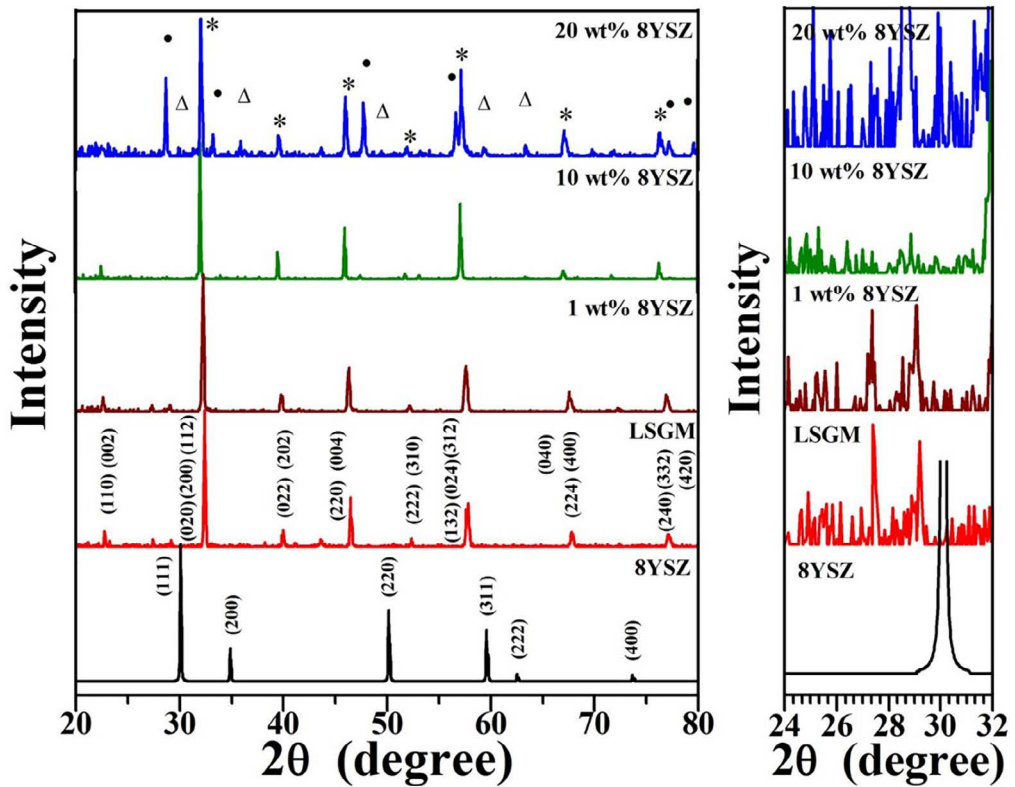 20 wt% 8YSZ
• * • Δ Δ * * • Δ * • * Δ Δ * * • •
10 wt% 8YSZ
1 wt% 8YSZ
LSGM
(110) (002)
(020) (200) (112)
(022) (202)
(220) (004)
(222) (310)
(132) (024) (312)
(040)
(224) (400)
(240) (332)
(420)
8YSZ
(111)
(200)
(220)
(311)
(222)
(400)
Intensity
20 30 40 50 60 70 80
2θ (degree)
20 wt% 8YSZ
10 wt% 8YSZ
1 wt% 8YSZ
LSGM
8YSZ
Intensity
24 26 28 30 32
2θ (degree)